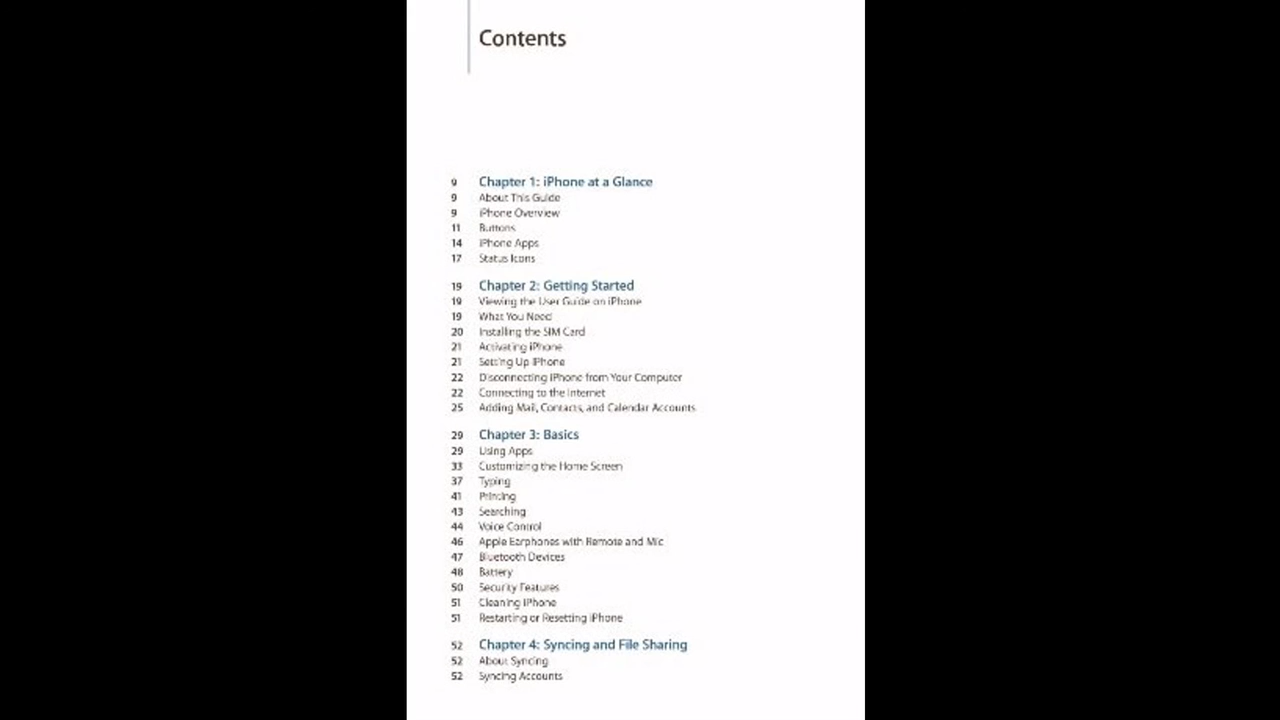 Contents
9 Chapter 1: iPhone at a Glance
9 About This Guide
9 iPhone Overview
11 Buttons
14 iPhone Apps
17 Status Icons
19 Chapter 2: Getting Started
19 Viewing the User Guide on iPhone
19 What You Need
20 Installing the SIM Card
21 Activating iPhone
21 Setting Up iPhone
22 Disconnecting iPhone from Your Computer
22 Connecting to the Internet
25 Adding Mail, Contacts, and Calendar Accounts
29 Chapter 3: Basics
29 Using Apps
33 Customizing the Home Screen
37 Typing
41 Printing
43 Searching
44 Voice Control
46 Apple Earphones with Remote and Mic
47 Bluetooth Devices
48 Battery
50 Security Features
51 Cleaning iPhone
51 Restarting or Resetting iPhone
52 Chapter 4: Syncing and File Sharing
52 About Syncing
52 Syncing Accounts